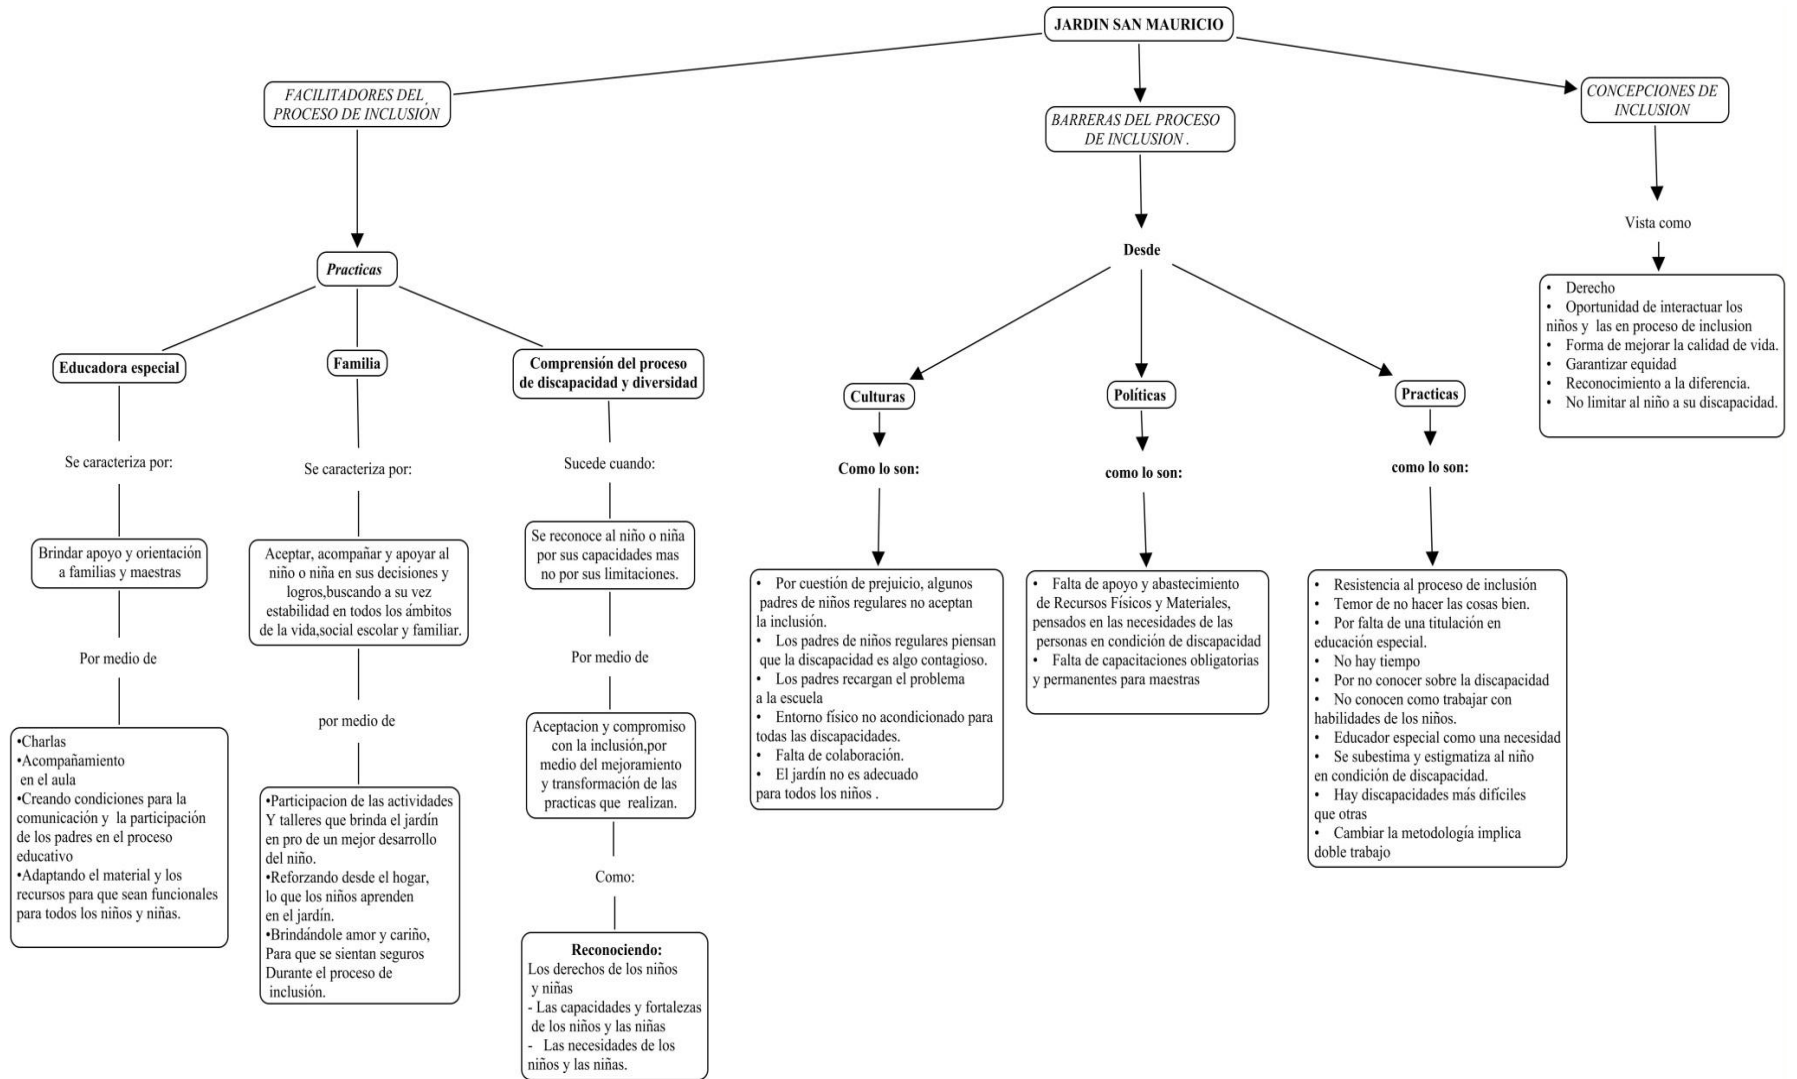 JARDIN SAN MAURICIO
FACILITADORES DEL
PROCESO DE INCLUSIÓN
Practicas
Educadora especial
Se caracteriza por:
Brindar apoyo y orientación
a familias y maestras
Por medio de
•Charlas
•Acompañamiento
en el aula
•Creando condiciones para la
comunicación y la participación
de los padres en el proceso
educativo
•Adaptando el material y los
recursos para que sean funcionales
para todos los niños y niñas.
Familia
Se caracteriza por:
Aceptar, acompañar y apoyar al
niño o niña en sus decisiones y
logros,buscando a su vez
estabilidad en todos los ámbitos
de la vida,social escolar y familiar.
por medio de
•Participacion de las actividades
Y talleres que brinda el jardín
en pro de un mejor desarrollo
del niño.
•Reforzando desde el hogar,
lo que los niños aprenden
en el jardín.
•Brindándole amor y cariño,
Para que se sientan seguros
Durante el proceso de
inclusión.
Comprensión del proceso
de discapacidad y diversidad
Sucede cuando:
Se reconoce al niño o niña
por sus capacidades mas
no por sus limitaciones.
Por medio de
Aceptacion y compromiso
con la inclusión,por
medio del mejoramiento
y transformación de las
practicas que realizan.
Como:
Reconociendo:
Los derechos de los niños
y niñas
- Las capacidades y fortalezas
de los niños y las niñas
- Las necesidades de los
niños y las niñas.
BARRERAS DEL PROCESO
DE INCLUSION .
Desde
Culturas
Como lo son:
• Por cuestión de prejuicio, algunos
padres de niños regulares no aceptan
la inclusión.
• Los padres de niños regulares piensan
que la discapacidad es algo contagioso.
• Los padres recargan el problema
a la escuela
• Entorno físico no acondicionado para
todas las discapacidades.
• Falta de colaboración.
• El jardín no es adecuado
para todos los niños .
Políticas
como lo son:
• Falta de apoyo y abastecimiento
de Recursos Físicos y Materiales,
pensados en las necesidades de las
personas en condición de discapacidad
• Falta de capacitaciones obligatorias
y permanentes para maestras
Practicas
como lo son:
• Resistencia al proceso de inclusión
• Temor de no hacer las cosas bien.
• Por falta de una titulación en
educación especial.
• No hay tiempo
• Por no conocer sobre la discapacidad
• No conocen como trabajar con
habilidades de los niños.
• Educador especial como una necesidad
• Se subestima y estigmatiza al niño
en condición de discapacidad.
• Hay discapacidades más difíciles
que otras
• Cambiar la metodología implica
doble trabajo
CONCEPCIONES DE
INCLUSION
Vista como
• Derecho
• Oportunidad de interactuar los
niños y las en proceso de inclusion
• Forma de mejorar la calidad de vida.
• Garantizar equidad
• Reconocimiento a la diferencia.
• No limitar al niño a su discapacidad.